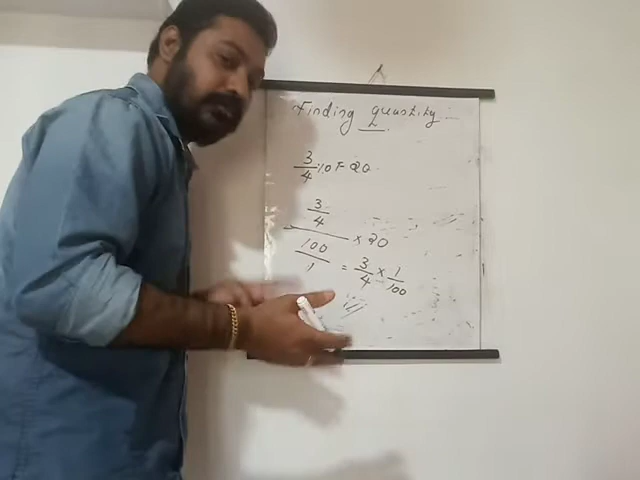 Finding quantity :-
3/4 % OF 20
3/4
100/1 × 20
= 3/4 × 1/100